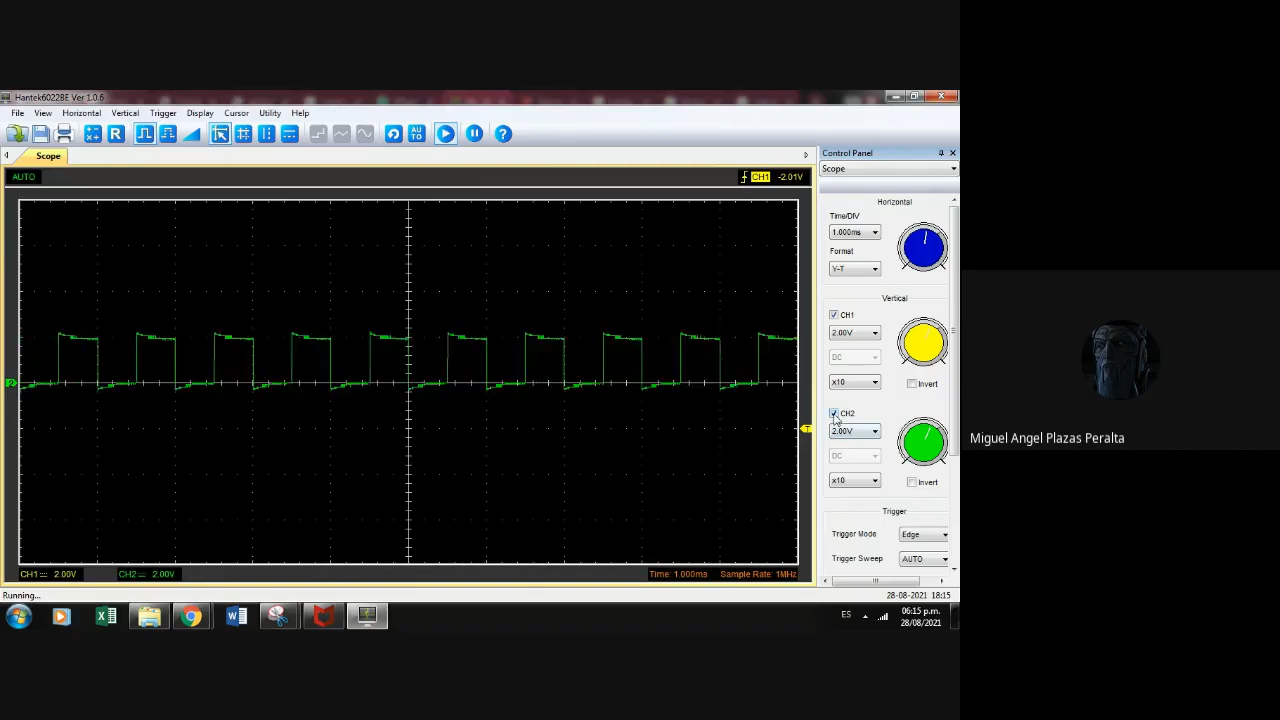 Hantek6022BE Ver 1.0.6
File View Horizontal Vertical Trigger Display Cursor Utility Help
R AU TO ?
Scope
Control Panel
Scope
AUTO
CH1 -2.01V
Horizontal
Time/DIV
1.000ms
Format
Y-T
Vertical
CH1
2.00V
DC
x10
Invert
CH2
2.00V
DC
x10
Invert
Trigger
Trigger Mode Edge
Trigger Sweep AUTO
2
T
CH1 2.00V CH2 2.00V Time: 1.000ms Sample Rate: 1MHz
Running...
28-08-2021 18:15
ES
06:15 p.m.
28/08/2021
Miguel Angel Plazas Peralta